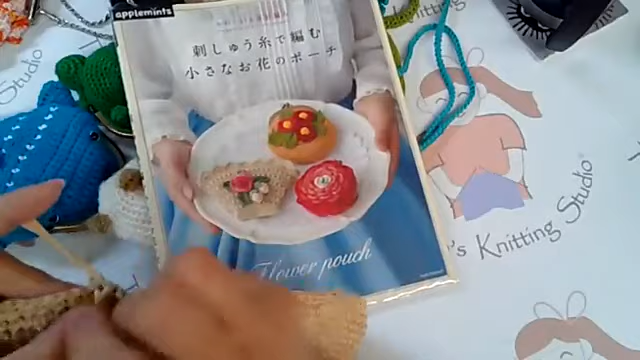 applemints
刺しゅう糸で編む
小さなお花のポーチ
Flower pouch
Knitting
Studio
's Knitting Studio